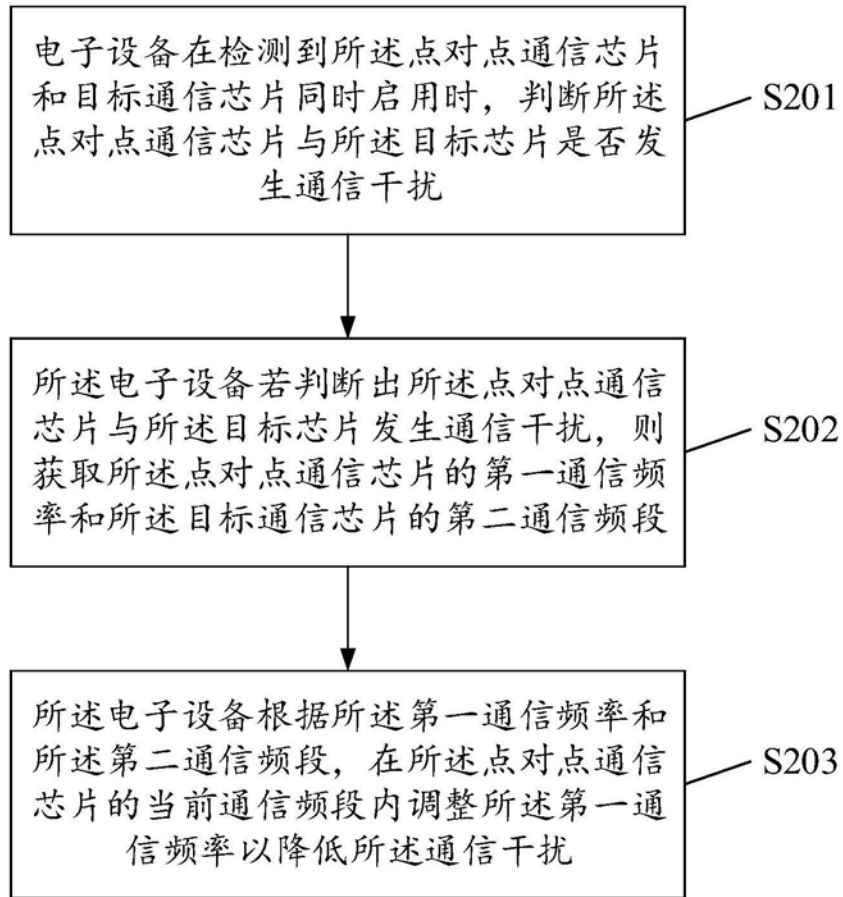 电子设备在检测到所述点对点通信芯片
和目标通信芯片同时启用时，判断所述
点对点通信芯片与所述目标芯片是否发
生通信干扰
S201
所述电子设备若判断出所述点对点通信
芯片与所述目标芯片发生通信干扰，则
获取所述点对点通信芯片的第一通信频
率和所述目标通信芯片的第二通信频段
S202
所述电子设备根据所述第一通信频率和
所述第二通信频段，在所述点对点通信
芯片的当前通信频段内调整所述第一通
信频率以降低所述通信干扰
S203